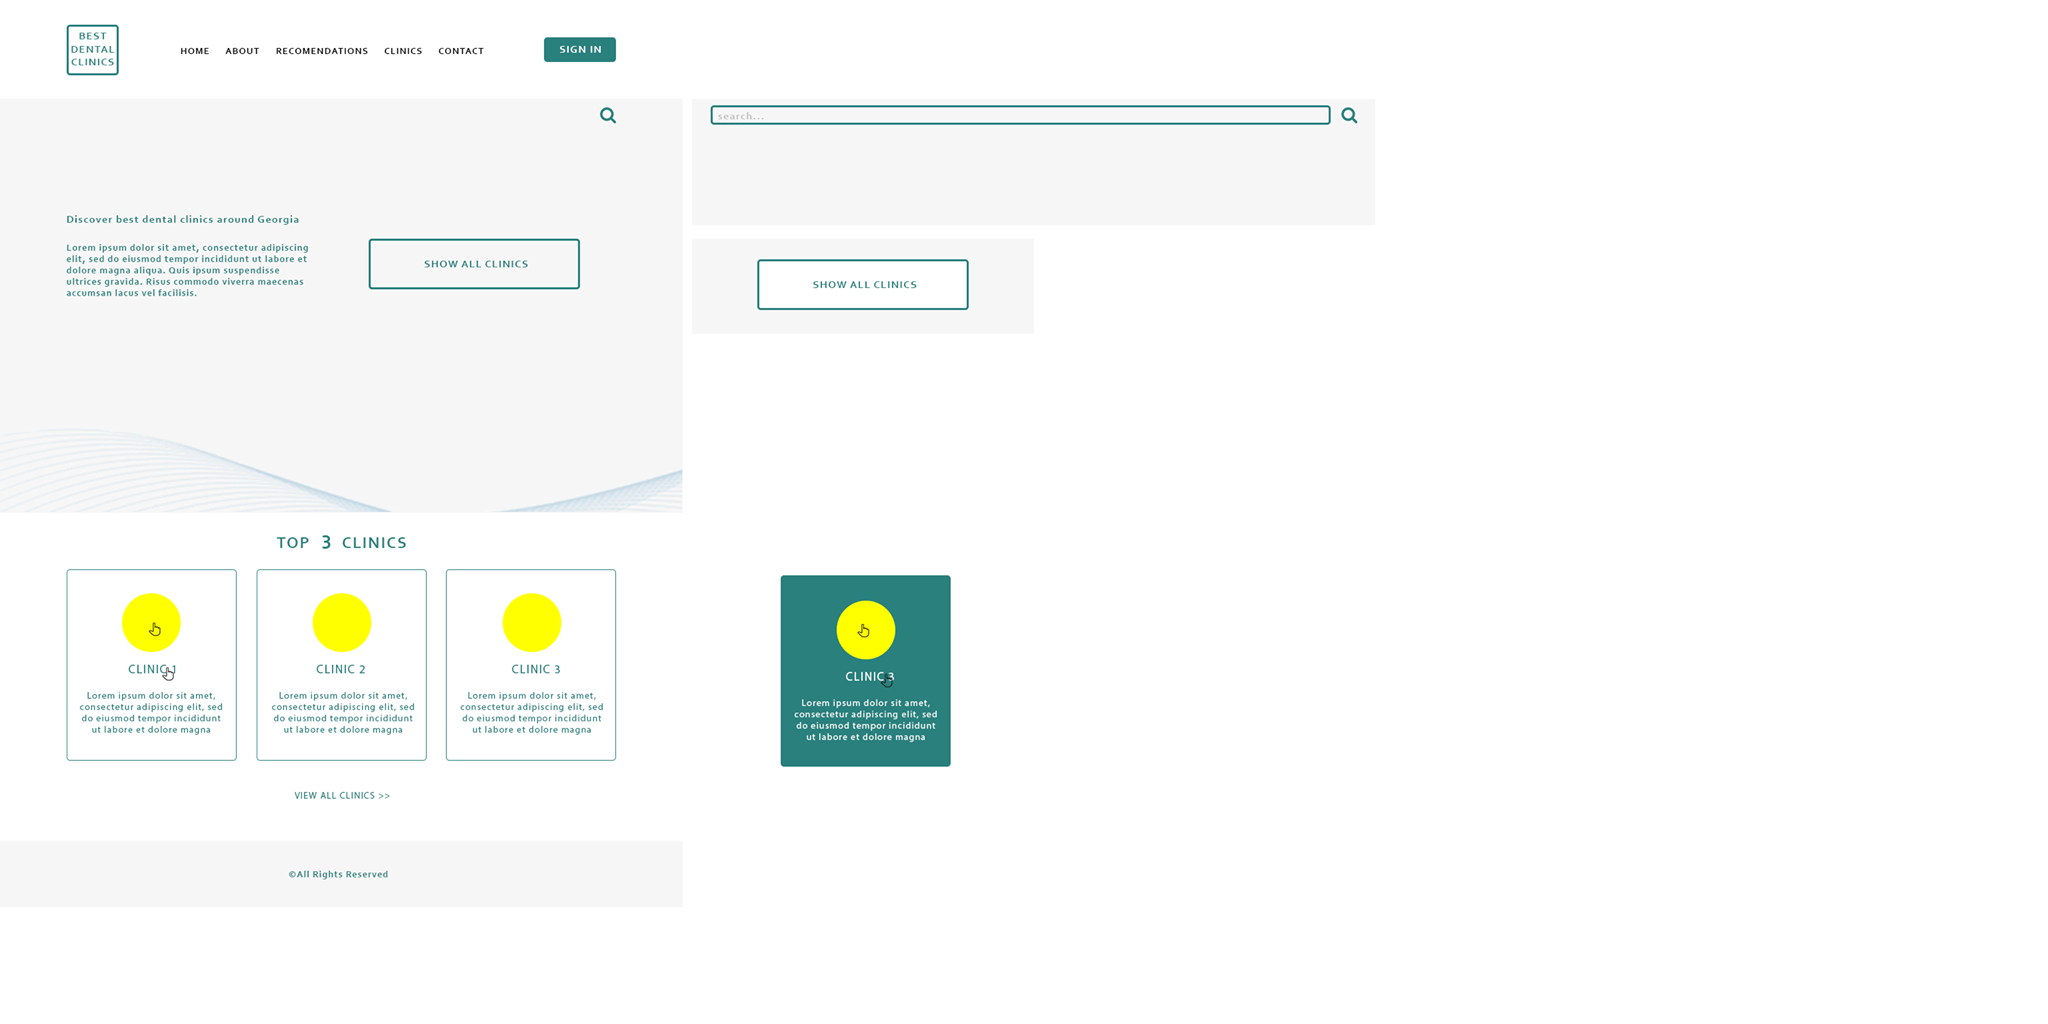 BEST
DENTAL
CLINICS
HOME ABOUT RECOMENDATIONS CLINICS CONTACT
SIGN IN
search...
Discover best dental clinics around Georgia
Lorem ipsum dolor sit amet, consectetur adipiscing
elit, sed do eiusmod tempor incididunt ut labore et
dolore magna aliqua. Quis ipsum suspendisse
ultrices gravida. Risus commodo viverra maecenas
accumsan lacus vel facilisis.
SHOW ALL CLINICS
SHOW ALL CLINICS
TOP 3 CLINICS
CLINIC 1
Lorem ipsum dolor sit amet,
consectetur adipiscing elit, sed
do eiusmod tempor incididunt
ut labore et dolore magna
CLINIC 2
Lorem ipsum dolor sit amet,
consectetur adipiscing elit, sed
do eiusmod tempor incididunt
ut labore et dolore magna
CLINIC 3
Lorem ipsum dolor sit amet,
consectetur adipiscing elit, sed
do eiusmod tempor incididunt
ut labore et dolore magna
CLINIC 3
Lorem ipsum dolor sit amet,
consectetur adipiscing elit, sed
do eiusmod tempor incididunt
ut labore et dolore magna
VIEW ALL CLINICS >>
©All Rights Reserved